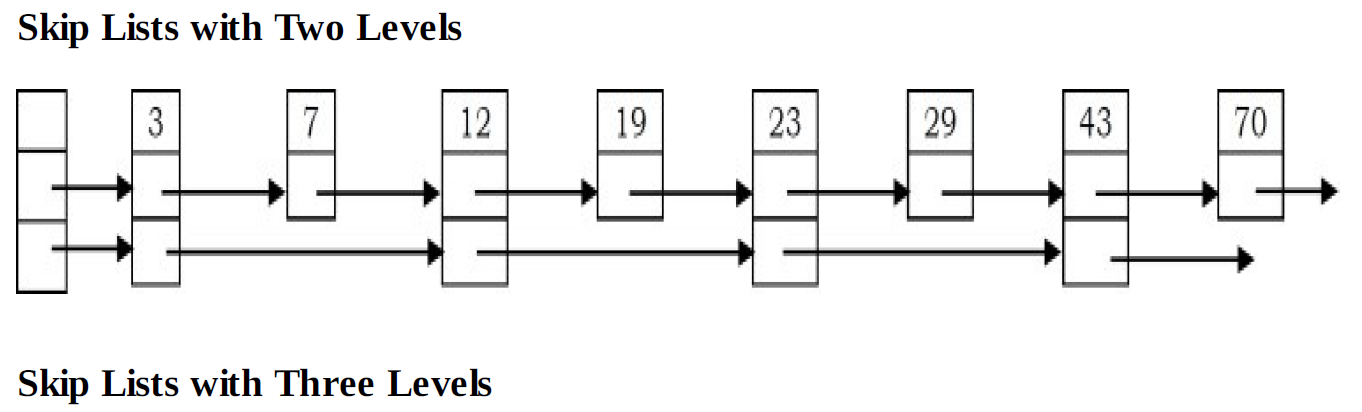 Skip Lists with Two Levels
3 7 12 19 23 29 43 70
Skip Lists with Three Levels